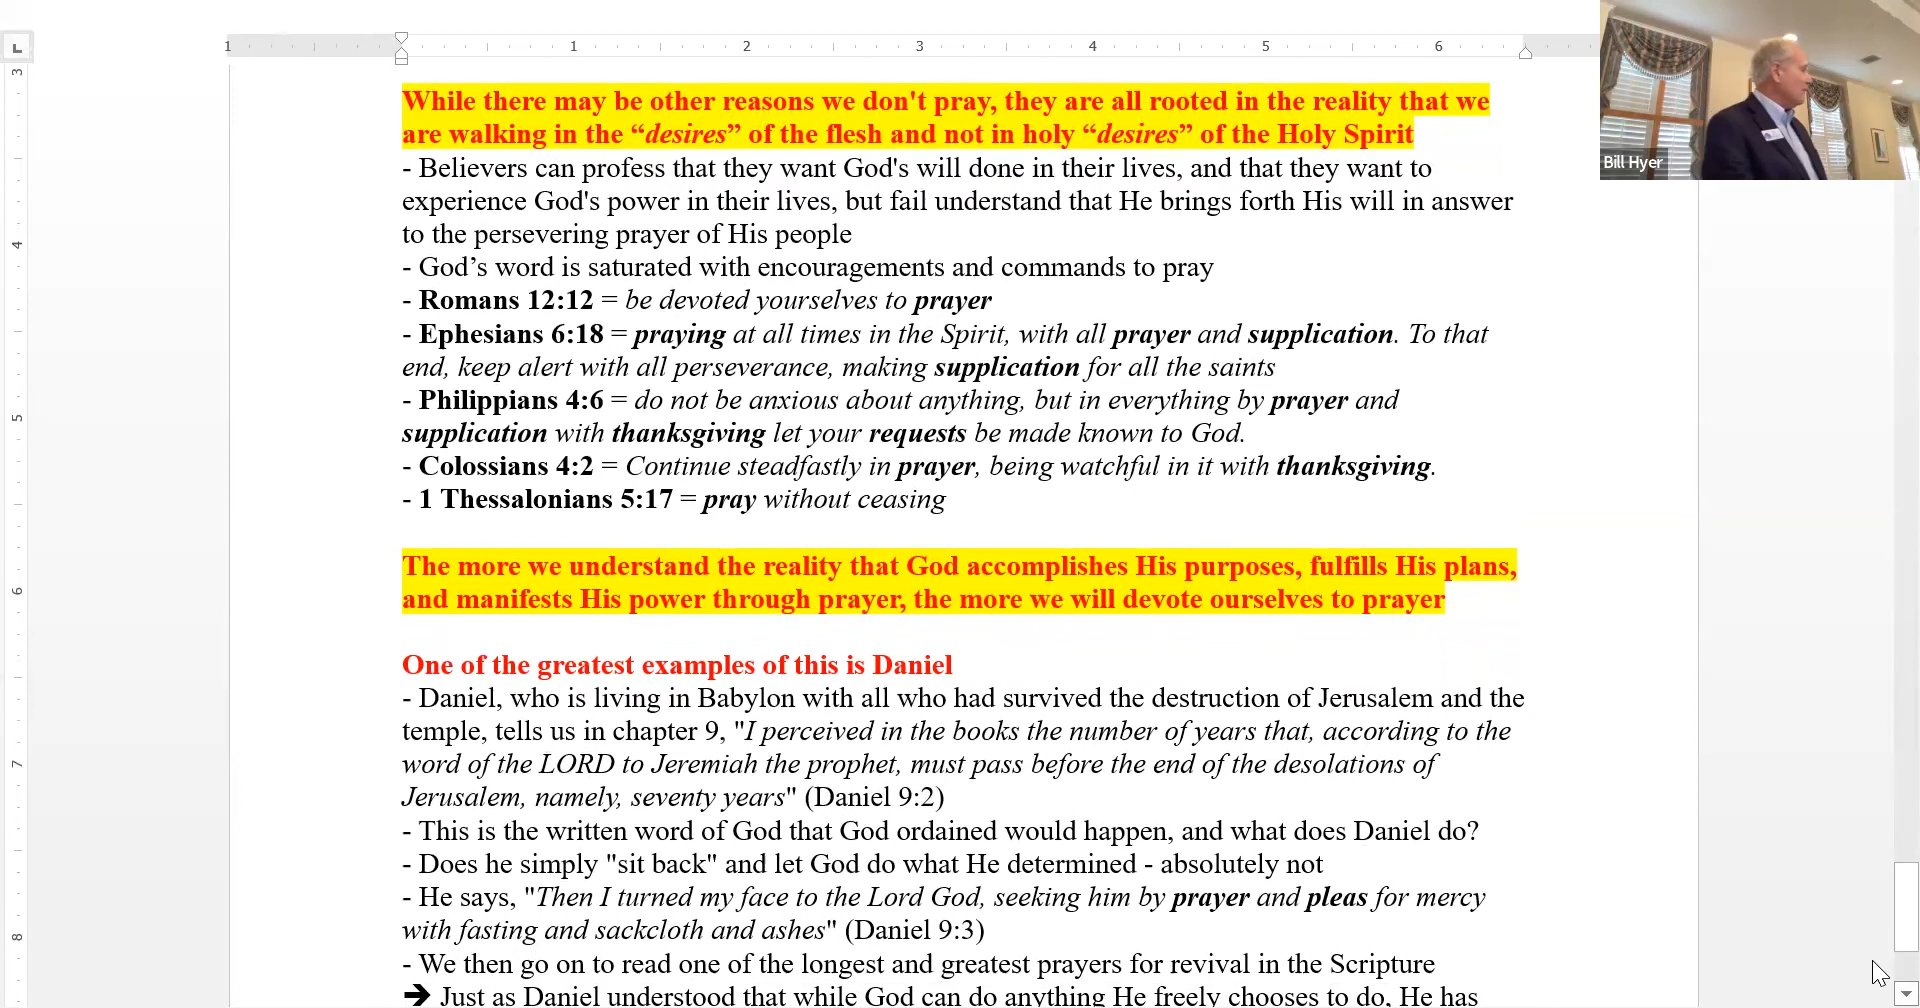 1 1 2 3 4 5 6
3
4
5
6
7
8
Bill Hyer
While there may be other reasons we don't pray, they are all rooted in the reality that we
are walking in the “desires” of the flesh and not in holy “desires” of the Holy Spirit
- Believers can profess that they want God's will done in their lives, and that they want to
experience God's power in their lives, but fail understand that He brings forth His will in answer
to the persevering prayer of His people
- God’s word is saturated with encouragements and commands to pray
- Romans 12:12 = be devoted yourselves to prayer
- Ephesians 6:18 = praying at all times in the Spirit, with all prayer and supplication. To that
end, keep alert with all perseverance, making supplication for all the saints
- Philippians 4:6 = do not be anxious about anything, but in everything by prayer and
supplication with thanksgiving let your requests be made known to God.
- Colossians 4:2 = Continue steadfastly in prayer, being watchful in it with thanksgiving.
- 1 Thessalonians 5:17 = pray without ceasing
The more we understand the reality that God accomplishes His purposes, fulfills His plans,
and manifests His power through prayer, the more we will devote ourselves to prayer
One of the greatest examples of this is Daniel
- Daniel, who is living in Babylon with all who had survived the destruction of Jerusalem and the
temple, tells us in chapter 9, "I perceived in the books the number of years that, according to the
word of the LORD to Jeremiah the prophet, must pass before the end of the desolations of
Jerusalem, namely, seventy years" (Daniel 9:2)
- This is the written word of God that God ordained would happen, and what does Daniel do?
- Does he simply "sit back" and let God do what He determined - absolutely not
- He says, "Then I turned my face to the Lord God, seeking him by prayer and pleas for mercy
with fasting and sackcloth and ashes" (Daniel 9:3)
- We then go on to read one of the longest and greatest prayers for revival in the Scripture
➔ Just as Daniel understood that while God can do anything He freely chooses to do, He has